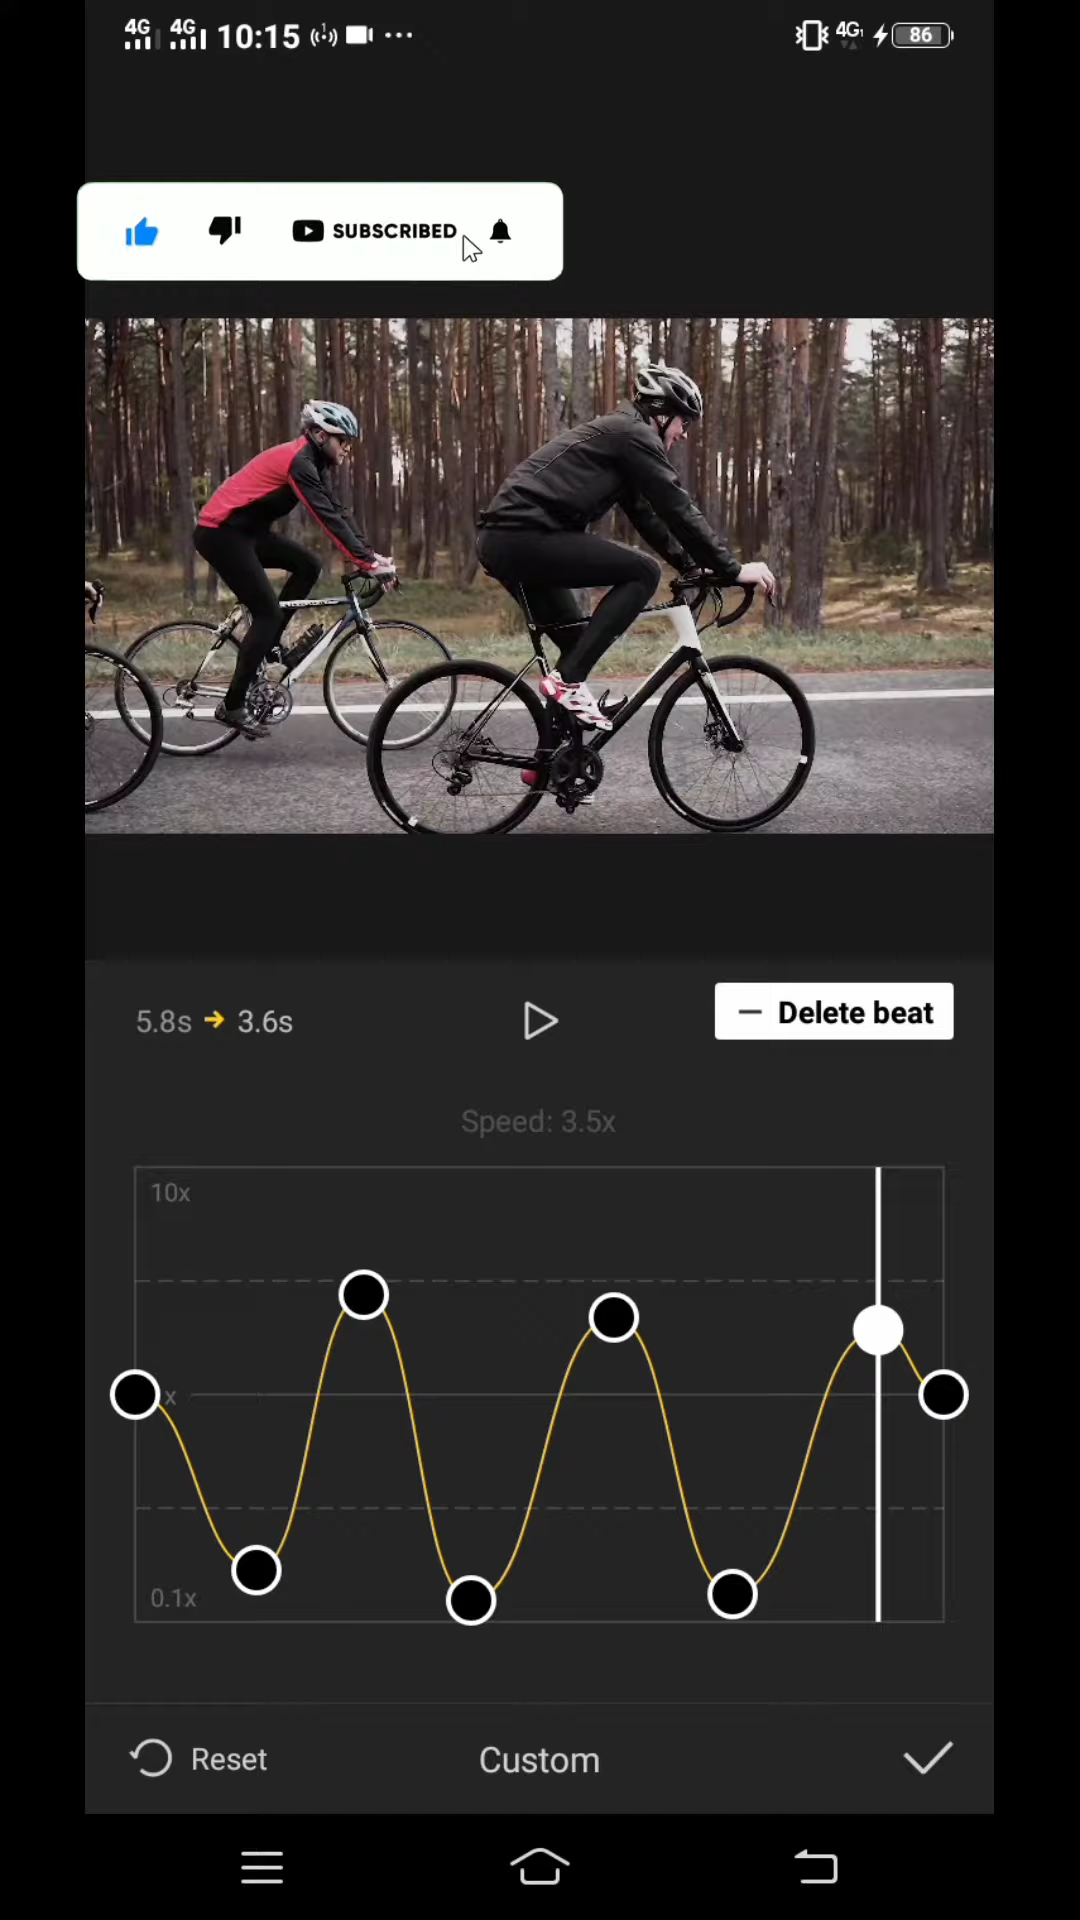 4G 4G 10:15 4G 86
SUBSCRIBED
5.8s → 3.6s
— Delete beat
Speed: 3.5x
10x
x
0.1x
Reset
Custom